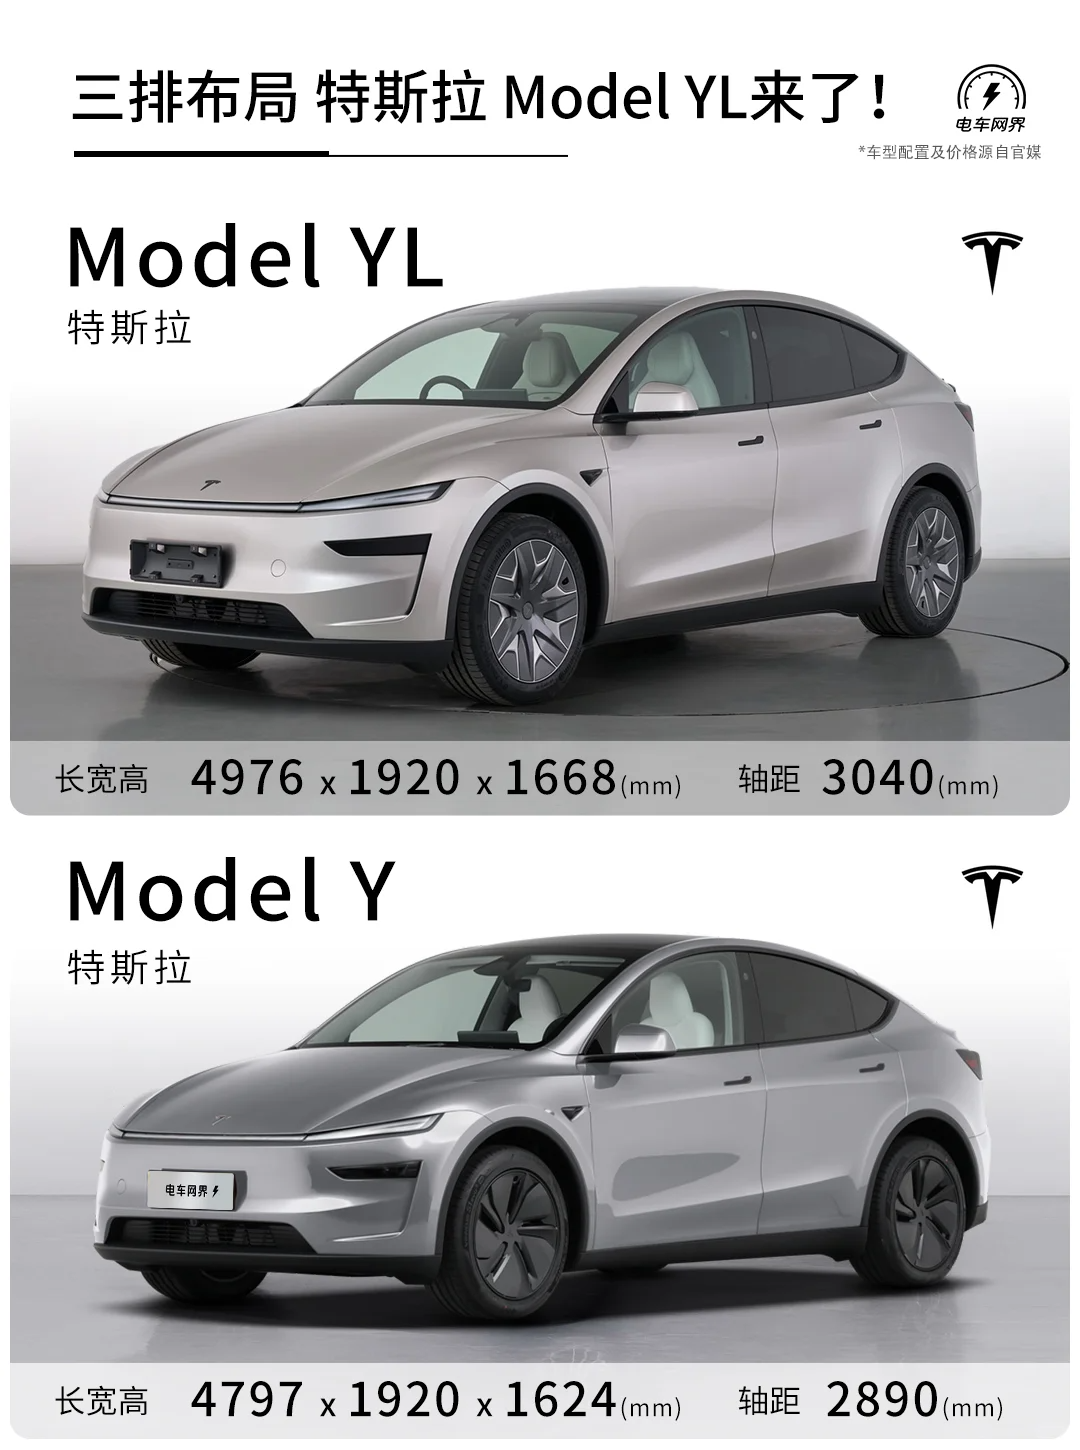 三排布局 特斯拉 Model YL来了!
电车网界
*车型配置及价格源自官媒
Model YL
特斯拉
长宽高 4976 x 1920 x 1668(mm) 轴距 3040(mm)
Model Y
特斯拉
电车网界
长宽高 4797 x 1920 x 1624(mm) 轴距 2890(mm)